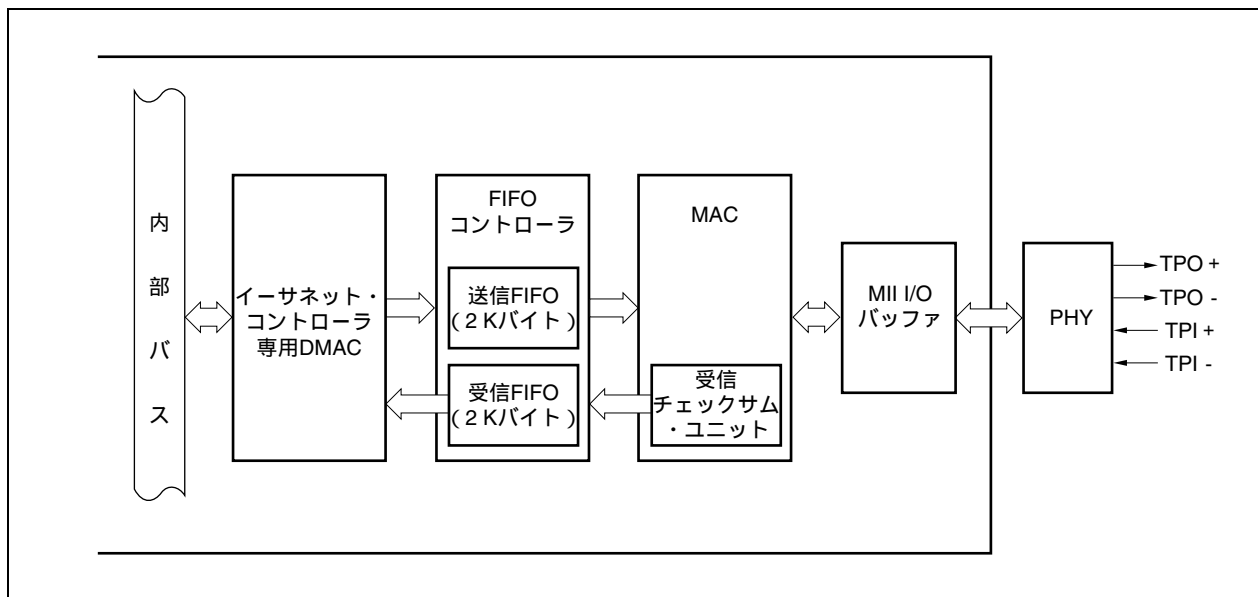 内部バス
イーサネット・
コントローラ
専用DMAC
FIFO
コントローラ
送信FIFO
(2 Kバイト)
受信FIFO
(2 Kバイト)
MAC
受信
チェックサム
・ユニット
MII I/O
バッファ
PHY
TPO +
TPO -
TPI +
TPI -